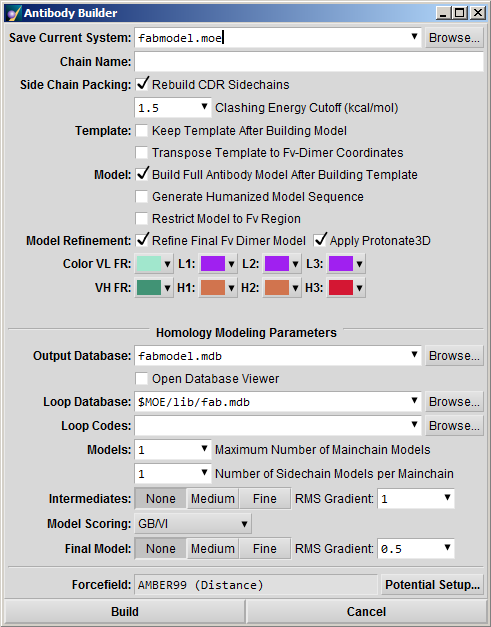 Antibody Builder
Save Current System: fabmodel.moe Browse...
Chain Name:
Side Chain Packing: Rebuild CDR Sidechains
1.5 Clashing Energy Cutoff (kcal/mol)
Template: Keep Template After Building Model
Transpose Template to Fv-Dimer Coordinates
Model: Build Full Antibody Model After Building Template
Generate Humanized Model Sequence
Restrict Model to Fv Region
Model Refinement: Refine Final Fv Dimer Model Apply Protonate3D
Color VL FR: L1: L2: L3:
VH FR: H1: H2: H3:
Homology Modeling Parameters
Output Database: fabmodel.mdb Browse...
Open Database Viewer
Loop Database: $MOE/lib/fab.mdb Browse...
Loop Codes: Browse...
Models: 1 Maximum Number of Mainchain Models
1 Number of Sidechain Models per Mainchain
Intermediates: None Medium Fine RMS Gradient: 1
Model Scoring: GB/VI
Final Model: None Medium Fine RMS Gradient: 0.5
Forcefield: AMBER99 (Distance) Potential Setup...
Build Cancel